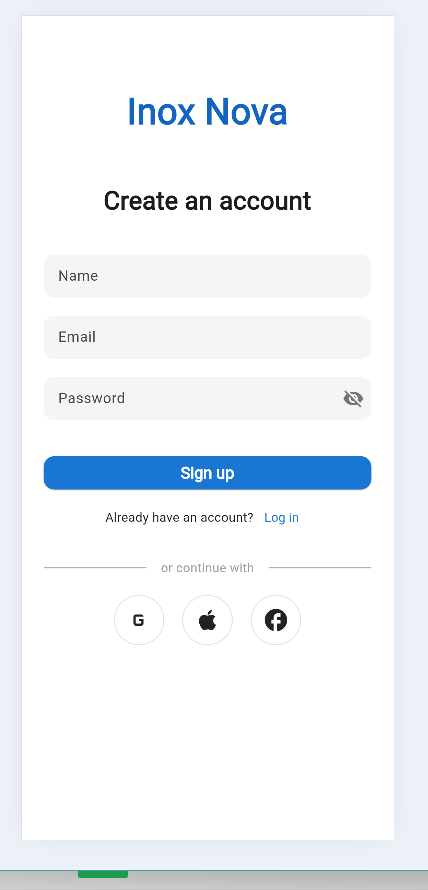 Inox Nova
Create an account
Name
Email
Password
Sign up
Already have an account? Log in
or continue with
G